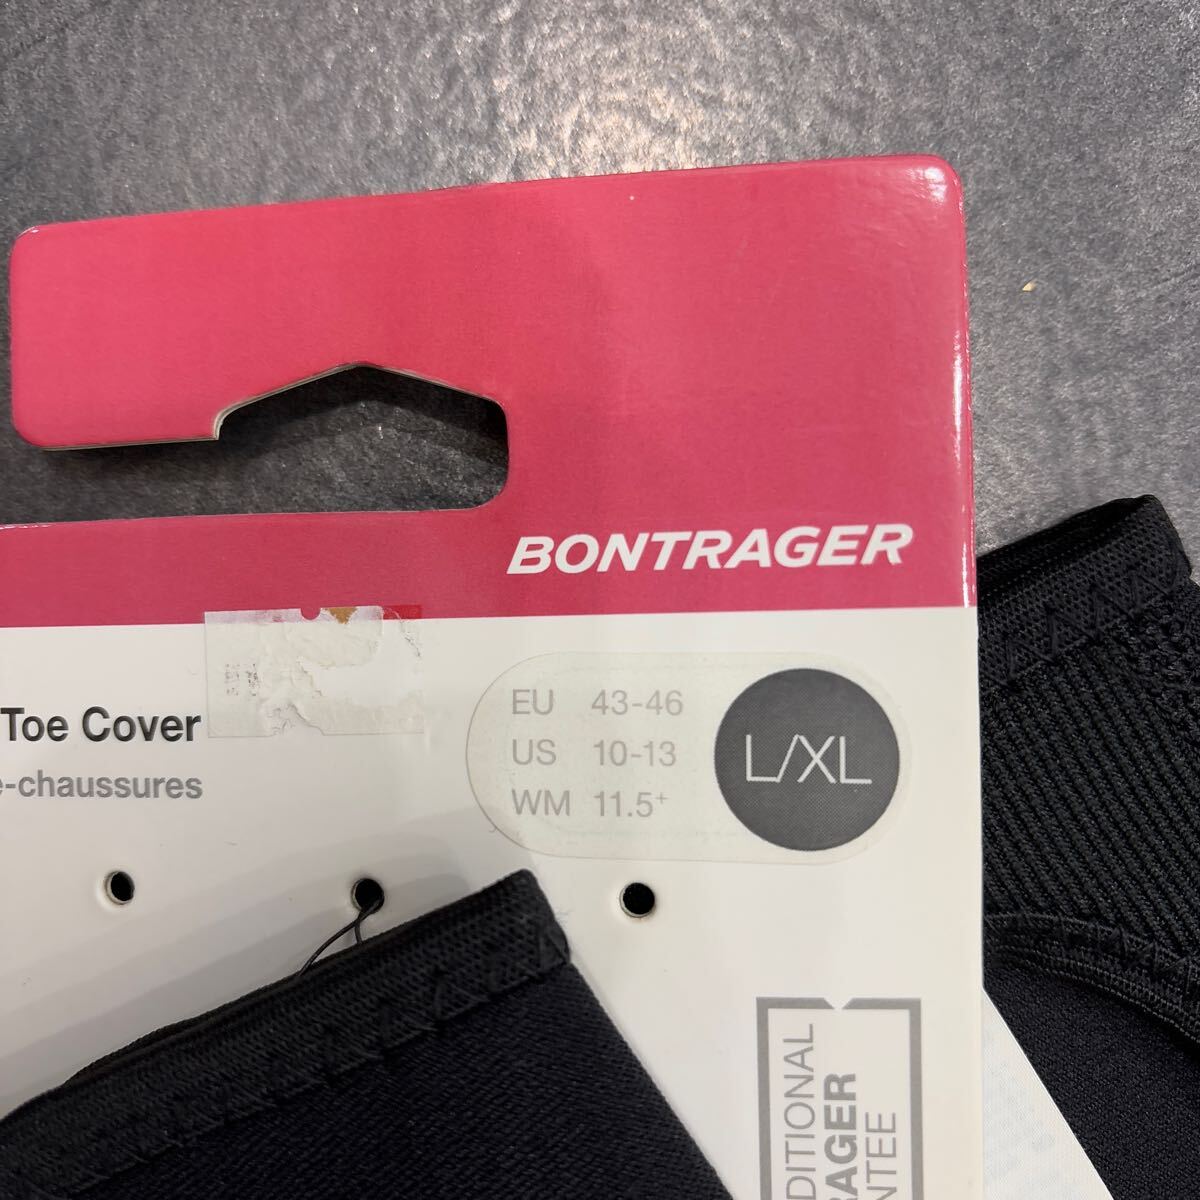 BONTRAGER
Toe Cover
e-chaussures
EU 43-46
US 10-13
WM 11.5+
L/XL
DITIONAL
RAGER
NTEE